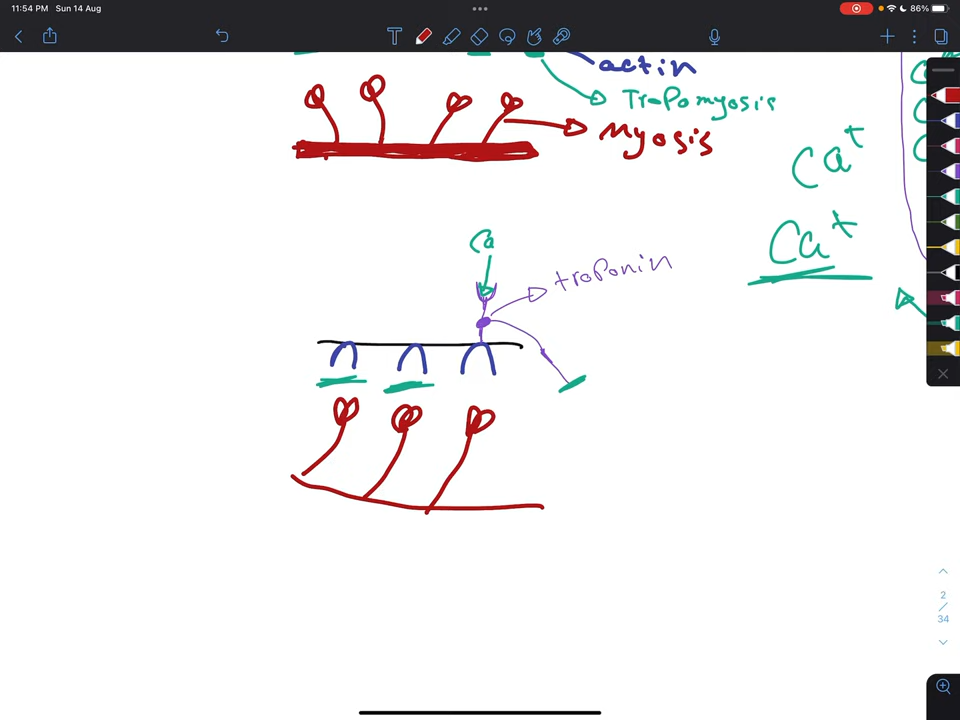 11:54 PM Sun 14 Aug
86%
actin
Tropomyosis
Myosis
Ca+
Ca+
Ca
troponin
2
/
34